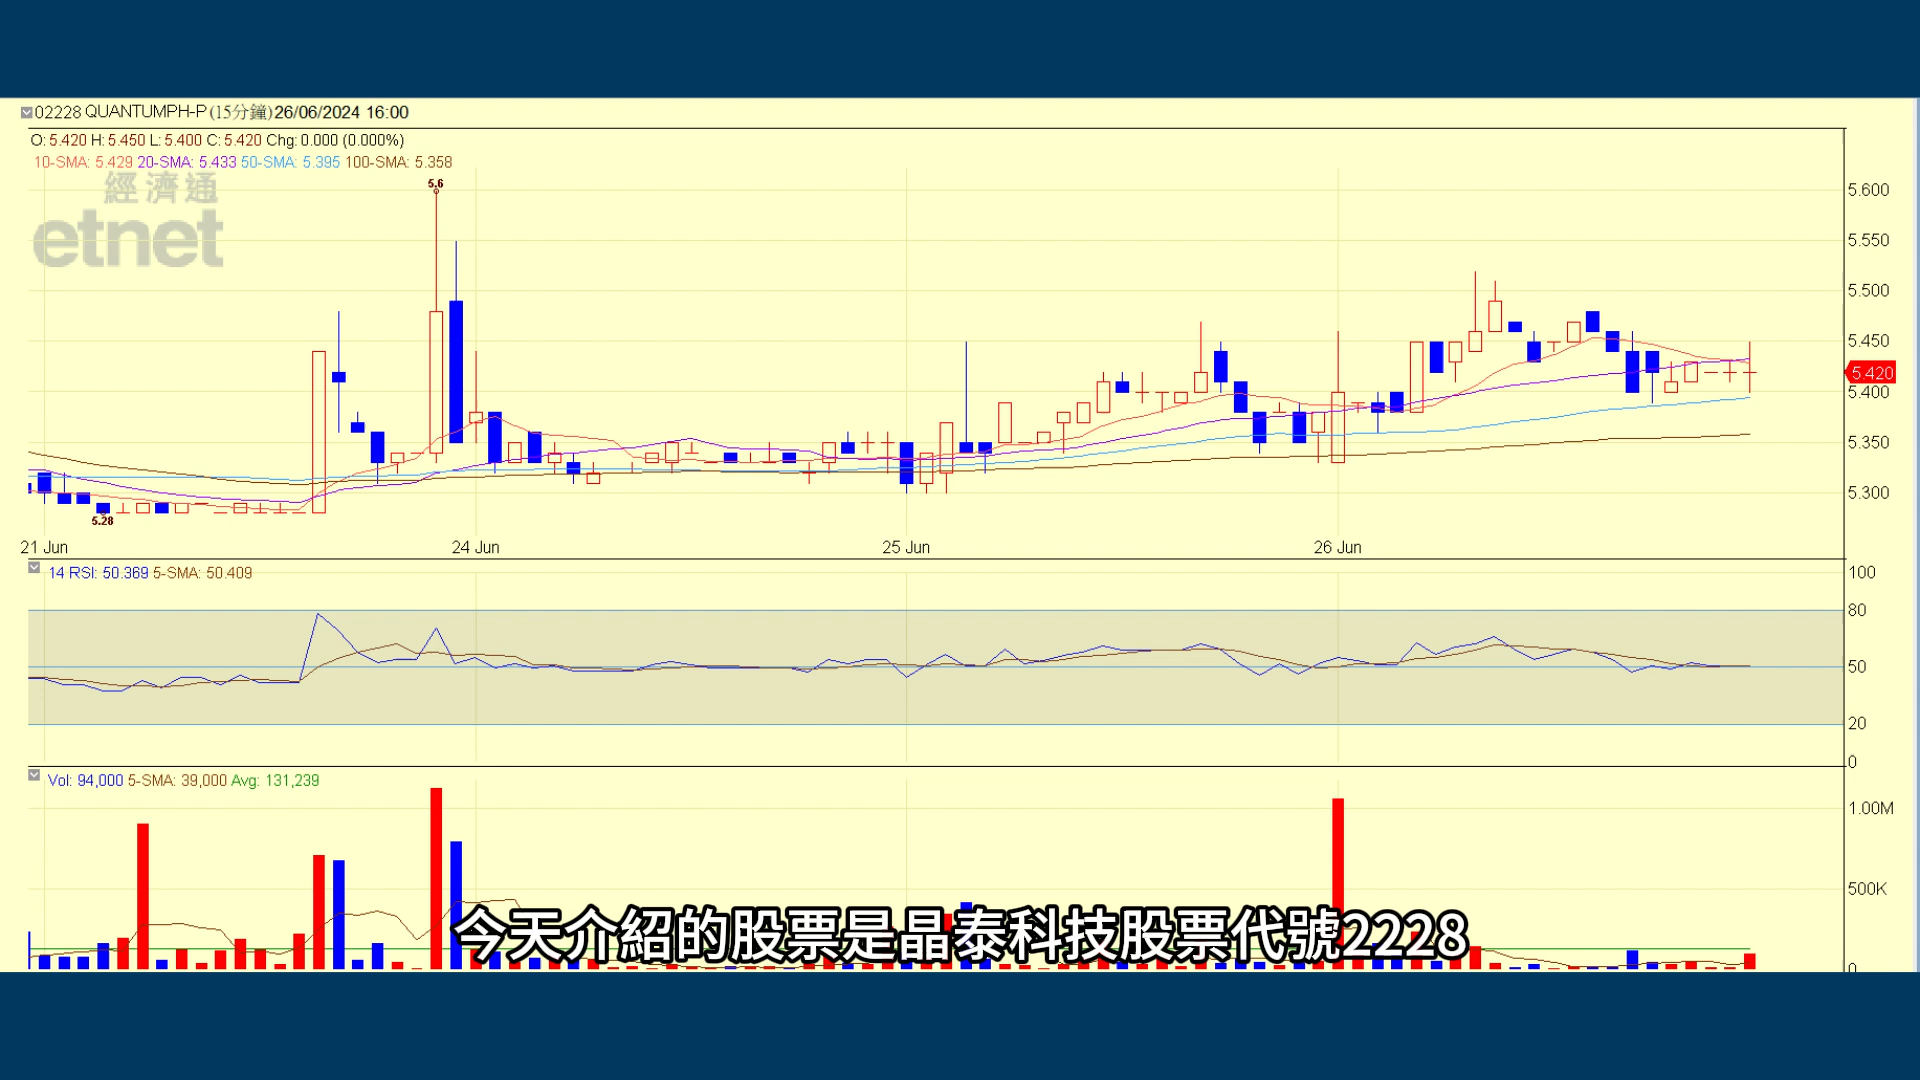 02228 QUANTUMPH-P (15分鐘) 26/06/2024 16:00
O: 5.420 H: 5.450 L: 5.400 C: 5.420 Chg: 0.000 (0.000%)
10-SMA: 5.429 20-SMA: 5.433 50-SMA: 5.395 100-SMA: 5.358
經濟通
etnet
5.6
5.28
5.600
5.550
5.500
5.450
5.420
5.400
5.350
5.300
21 Jun 24 Jun 25 Jun 26 Jun
14 RSI: 50.369 5-SMA: 50.409
100
80
50
20
0
Vol: 94,000 5-SMA: 39,000 Avg: 131,239
1.00M
500K
0
今天介紹的股票是晶泰科技股票代號2228